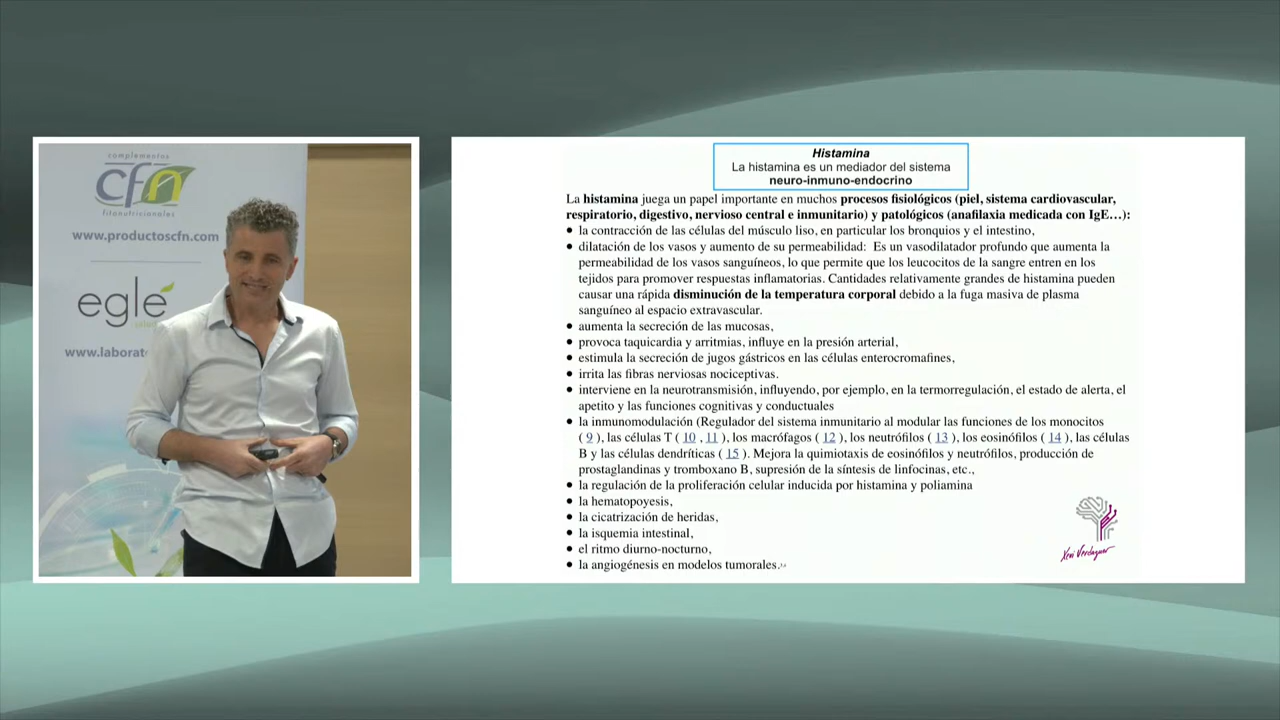 complementos
cfn
fitonutricionales
www.productoscfn.com
eglé
www.laborat
Histamina
La histamina es un mediador del sistema
neuro-inmuno-endocrino
La histamina juega un papel importante en muchos procesos fisiológicos (piel, sistema cardiovascular,
respiratorio, digestivo, nervioso central e inmunitario) y patológicos (anafilaxia medicada con IgE…):
• la contracción de las células del músculo liso, en particular los bronquios y el intestino,
• dilatación de los vasos y aumento de su permeabilidad: Es un vasodilatador profundo que aumenta la
permeabilidad de los vasos sanguíneos, lo que permite que los leucocitos de la sangre entren en los
tejidos para promover respuestas inflamatorias. Cantidades relativamente grandes de histamina pueden
causar una rápida disminución de la temperatura corporal debido a la fuga masiva de plasma
sanguíneo al espacio extravascular.
• aumenta la secreción de las mucosas,
• provoca taquicardia y arritmias, influye en la presión arterial,
• estimula la secreción de jugos gástricos en las células enterocromafines,
• irrita las fibras nerviosas nociceptivas.
• interviene en la neurotransmisión, influyendo, por ejemplo, en la termorregulación, el estado de alerta, el
apetito y las funciones cognitivas y conductuales
• la inmunomodulación (Regulador del sistema inmunitario al modular las funciones de los monocitos
( 9 ), las células T ( 10 , 11 ), los macrófagos ( 12 ), los neutrófilos ( 13 ), los eosinófilos ( 14 ), las células
B y las células dendríticas ( 15 ). Mejora la quimiotaxis de eosinófilos y neutrófilos, producción de
prostaglandinas y tromboxano B, supresión de la síntesis de linfocinas, etc.,
• la regulación de la proliferación celular inducida por histamina y poliamina
• la hematopoyesis,
• la cicatrización de heridas,
• la isquemia intestinal,
• el ritmo diurno-nocturno,
• la angiogénesis en modelos tumorales.
Xevi Verdaguer